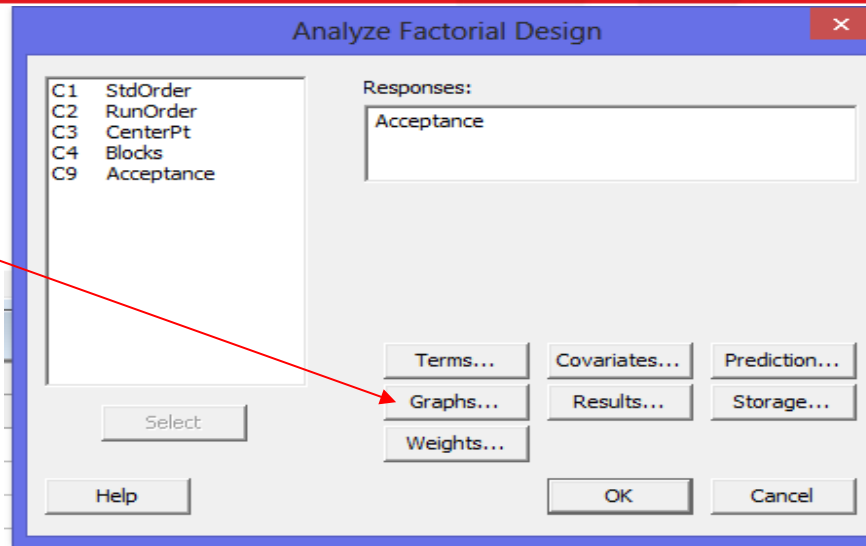 Analyze Factorial Design
×
C1 StdOrder
C2 RunOrder
C3 CenterPt
C4 Blocks
C9 Acceptance
Responses:
Acceptance
Terms... Covariates... Prediction...
Graphs... Results... Storage...
Select
Weights...
Help OK Cancel